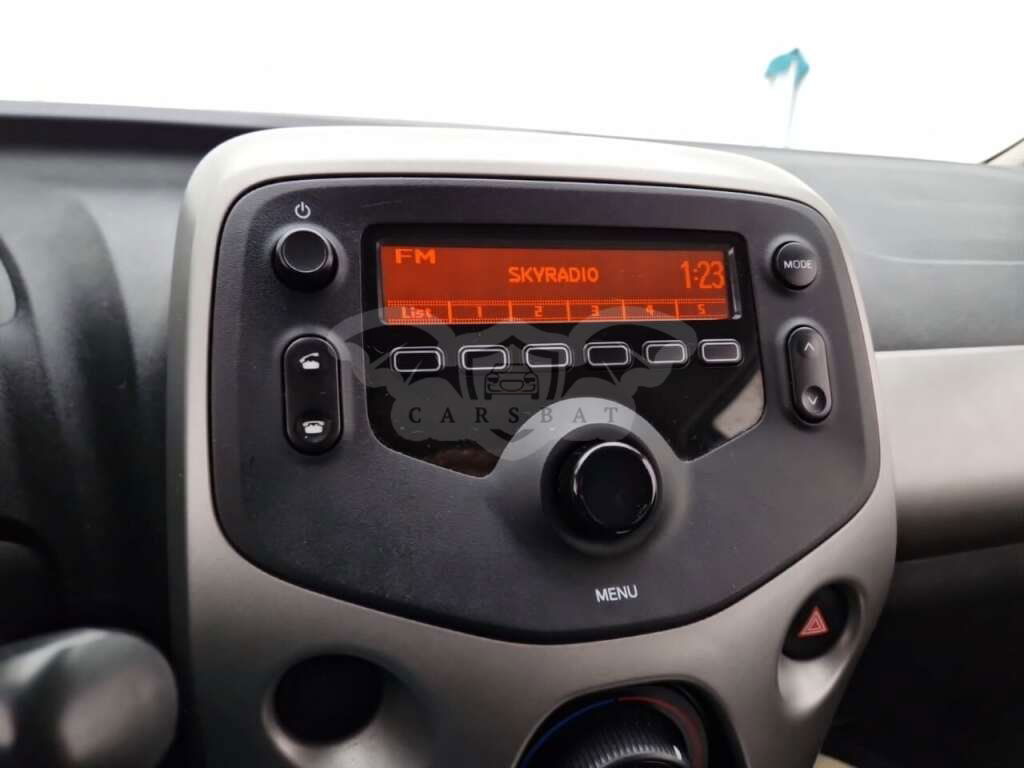 FM
SKYRADIO
1:23
List 1 2 3 4 5
MODE
CARSBAT
MENU